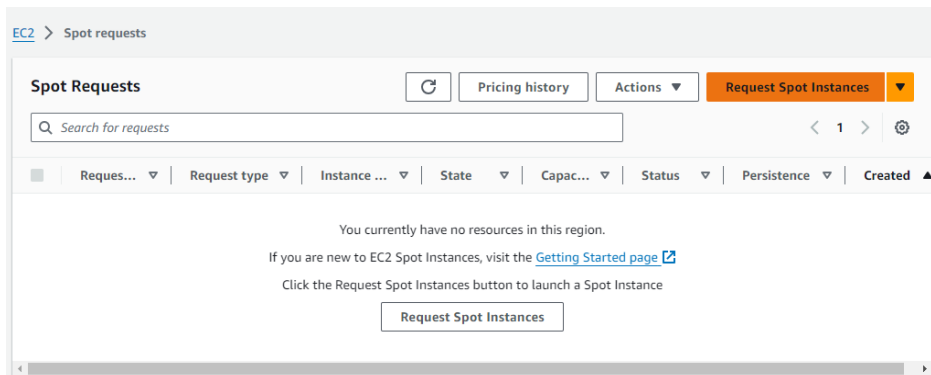 EC2 > Spot requests
Spot Requests
Pricing history
Actions
Request Spot Instances
Search for requests
1
Reques... Request type Instance ... State Capac... Status Persistence Created
You currently have no resources in this region.
If you are new to EC2 Spot Instances, visit the Getting Started page
Click the Request Spot Instances button to launch a Spot Instance
Request Spot Instances